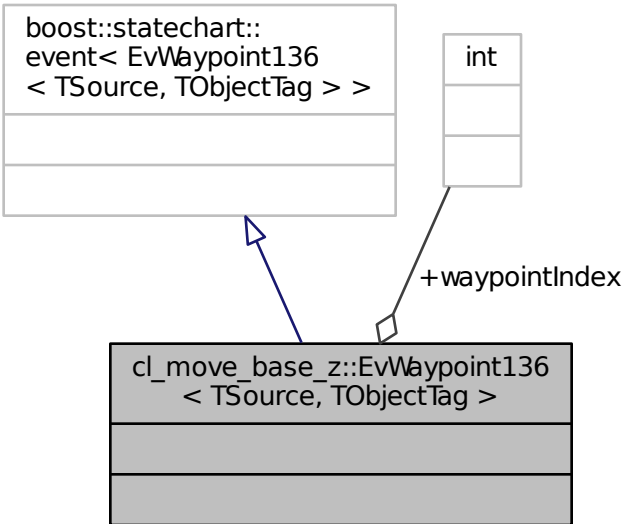 boost::statechart::
event< EvWaypoint136
< TSource, TObjectTag > >
int
+waypointIndex
cl_move_base_z::EvWaypoint136
< TSource, TObjectTag >